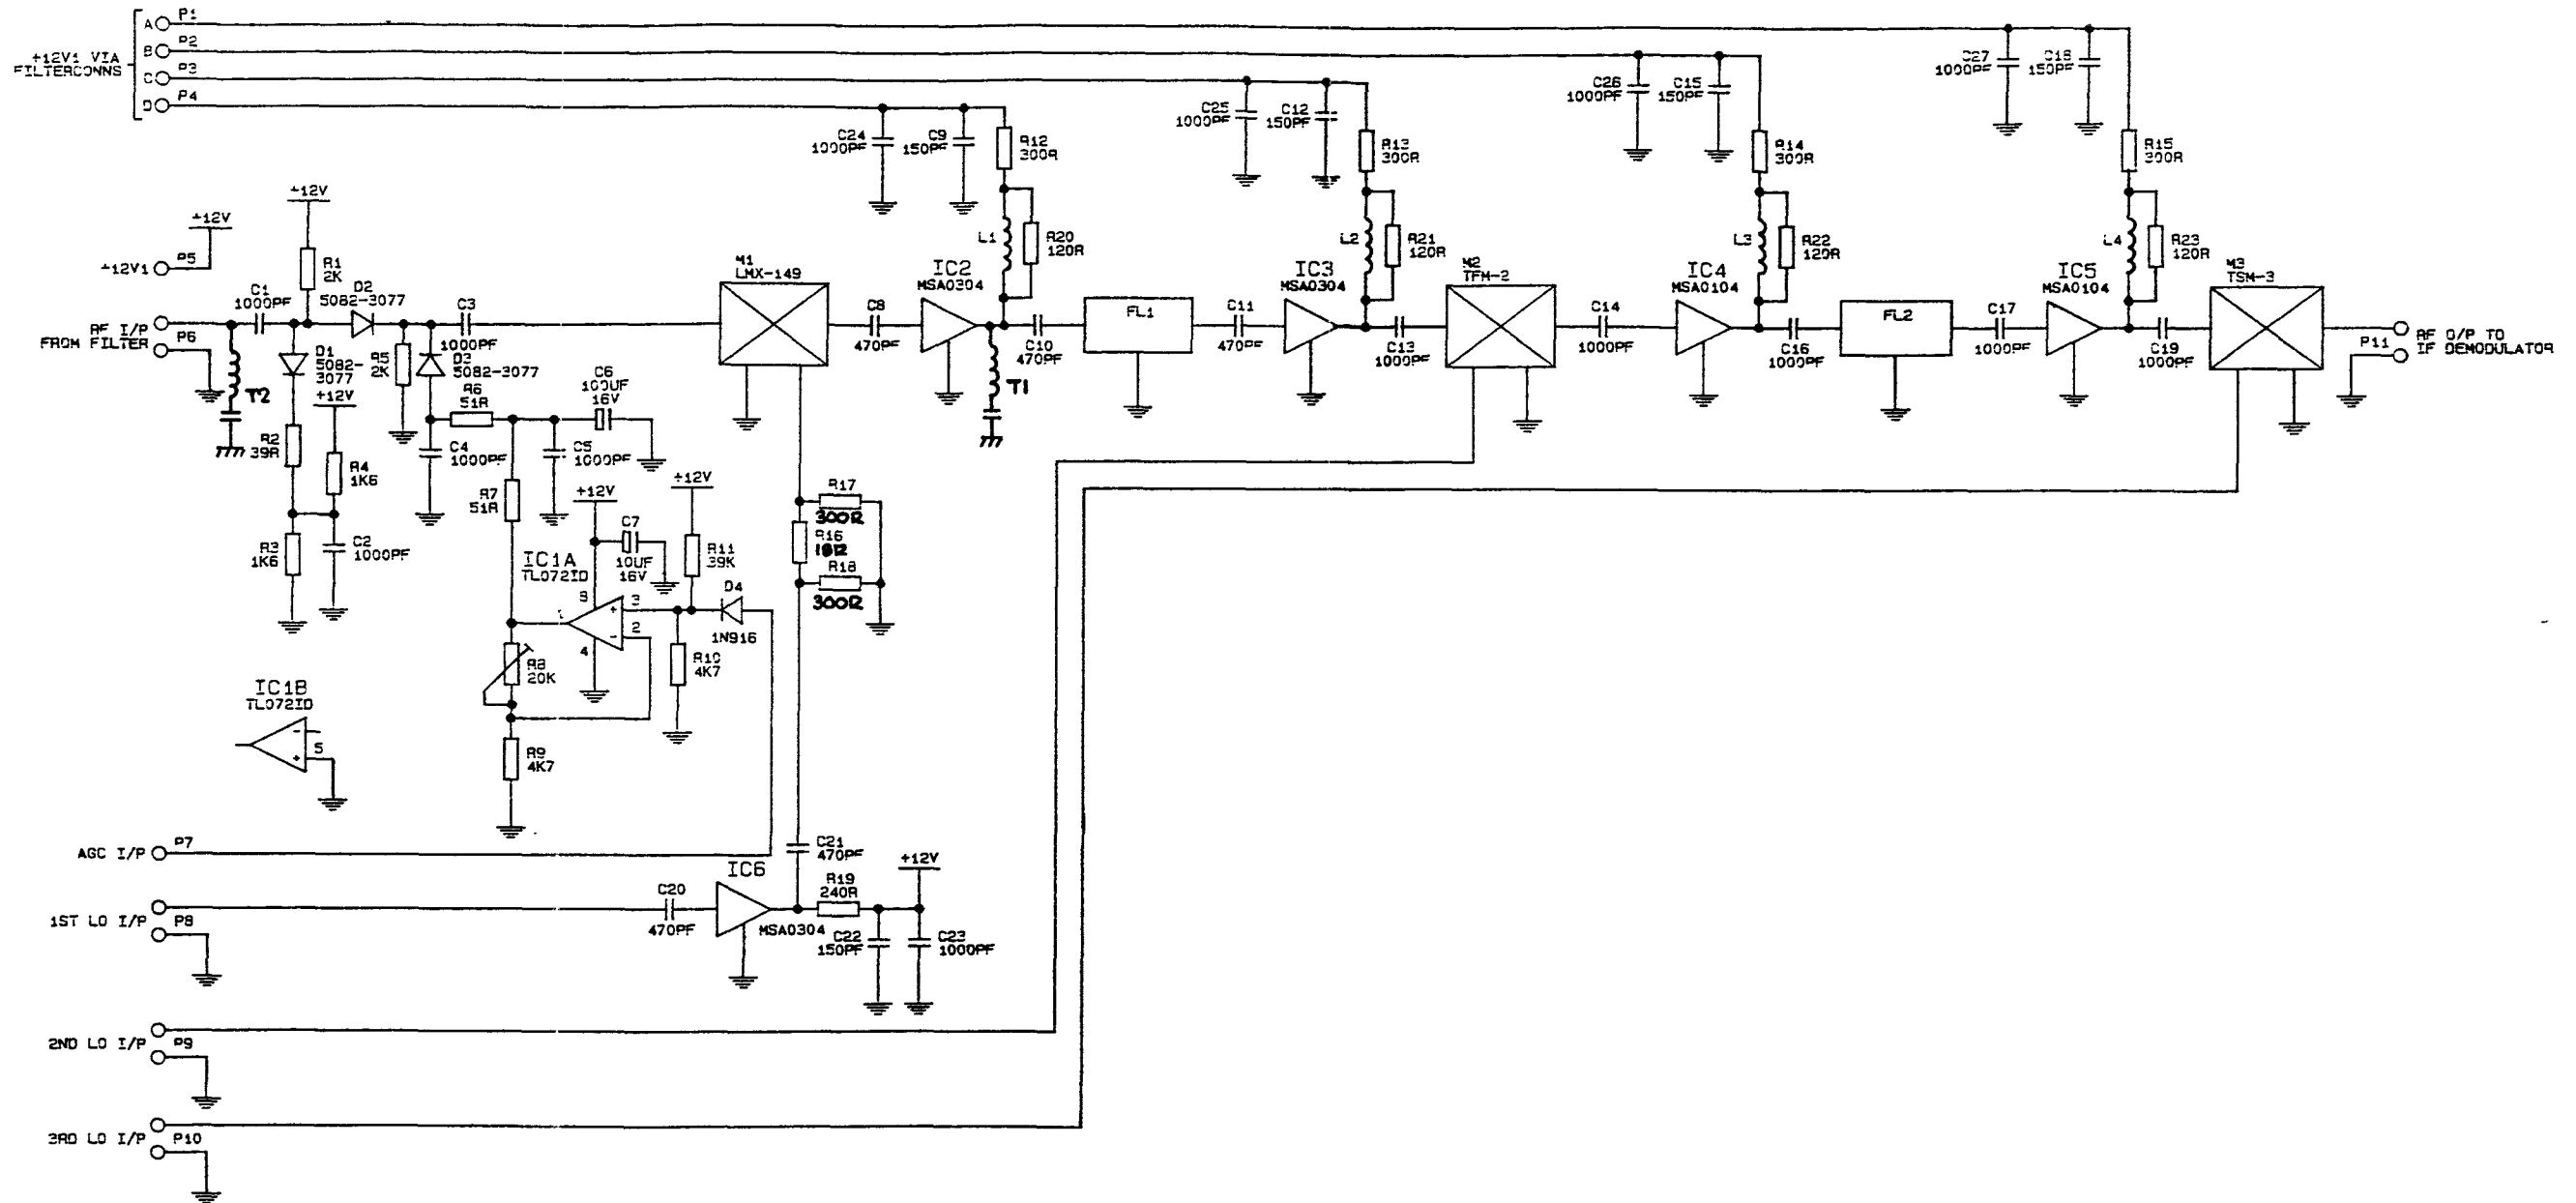 A P1
B P2
C P3
D P4
+12V1 VIA
FILTERCONNS
C27
1000PF
C18
150PF
C26
1000PF
C15
150PF
C25
1000PF
C12
150PF
C24
1000PF
C9
150PF
R12
300R
R13
300R
R14
300R
R15
300R
+12V
+12V
+12V1 P5
R1
2K
L1
R20
120R
L2
R21
120R
L3
R22
120R
L4
R23
120R
C1
1000PF
D2
5082-3077
C3
1000PF
M1
LMX-149
C8
470PF
IC2
MSA0304
C10
470PF
FL1
C11
470PF
IC3
MSA0304
C13
1000PF
M2
TFM-2
C14
1000PF
IC4
MSA0104
C16
1000PF
FL2
C17
1000PF
IC5
MSA0104
C19
1000PF
M3
TSM-3
RF I/P
FROM FILTER
P6
RF O/P TO
IF DEMODULATOR
P11
D1
5082-
3077
R5
2K
D3
5082-3077
T2
T1
+12V
R6
51R
C6
100UF
16V
R2
39R
R4
1K6
C4
1000PF
C5
1000PF
R7
51R
+12V
+12V
R17
300R
R16
18R
R18
300R
R3
1K6
C2
1000PF
IC1A
TL072ID
C7
10UF
16V
R11
39K
D4
1N916
8
3
+
1
2
-
4
R8
20K
R10
4K7
IC1B
TL072ID
-
+
5
R9
4K7
AGC I/P P7
C21
470PF
+12V
IC6
MSA0304
R19
240R
1ST LO I/P P8
C20
470PF
C22
150PF
C23
1000PF
2ND LO I/P P9
3RD LO I/P P10